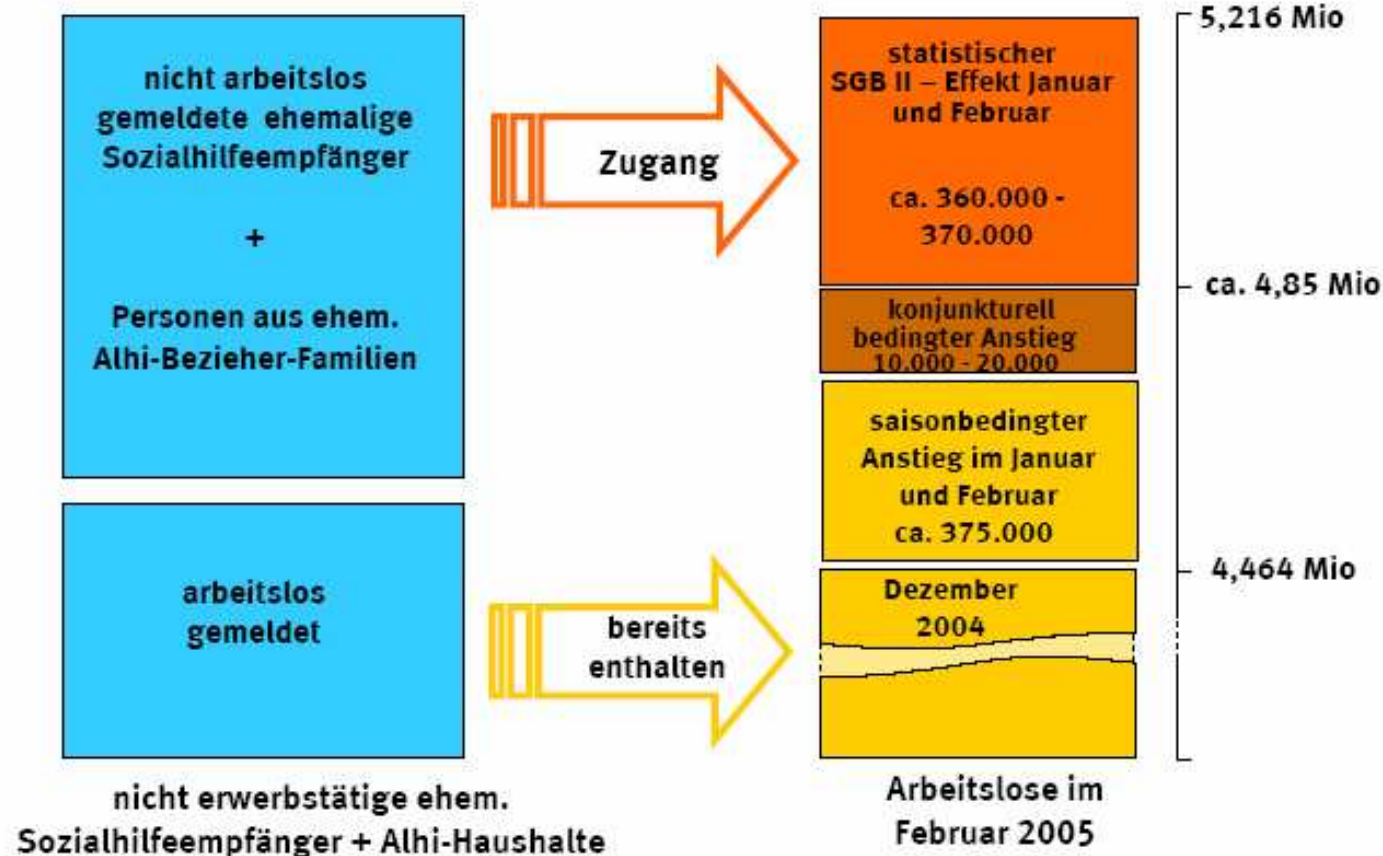 nicht arbeitslos
gemeldete ehemalige
Sozialhilfeempfänger
+
Personen aus ehem.
Alhi-Bezieher-Familien
arbeitslos
gemeldet
nicht erwerbstätige ehem.
Sozialhilfeempfänger + Alhi-Haushalte
Zugang
bereits
enthalten
statistischer
SGB II – Effekt Januar
und Februar
ca. 360.000 -
370.000
konjunkturell
bedingter Anstieg
10.000 - 20.000
saisonbedingter
Anstieg im Januar
und Februar
ca. 375.000
Dezember
2004
Arbeitslose im
Februar 2005
5,216 Mio
ca. 4,85 Mio
4,464 Mio